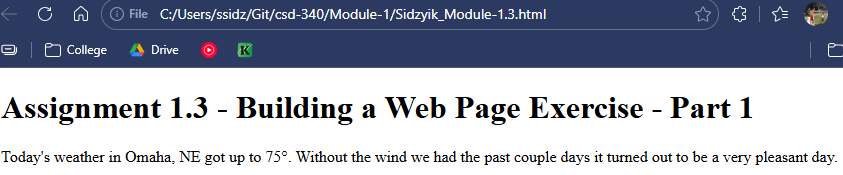 File C:/Users/ssidz/Git/csd-340/Module-1/Sidzyik_Module-1.3.html
College Drive
Assignment 1.3 - Building a Web Page Exercise - Part 1
Today's weather in Omaha, NE got up to 75°. Without the wind we had the past couple days it turned out to be a very pleasant day.